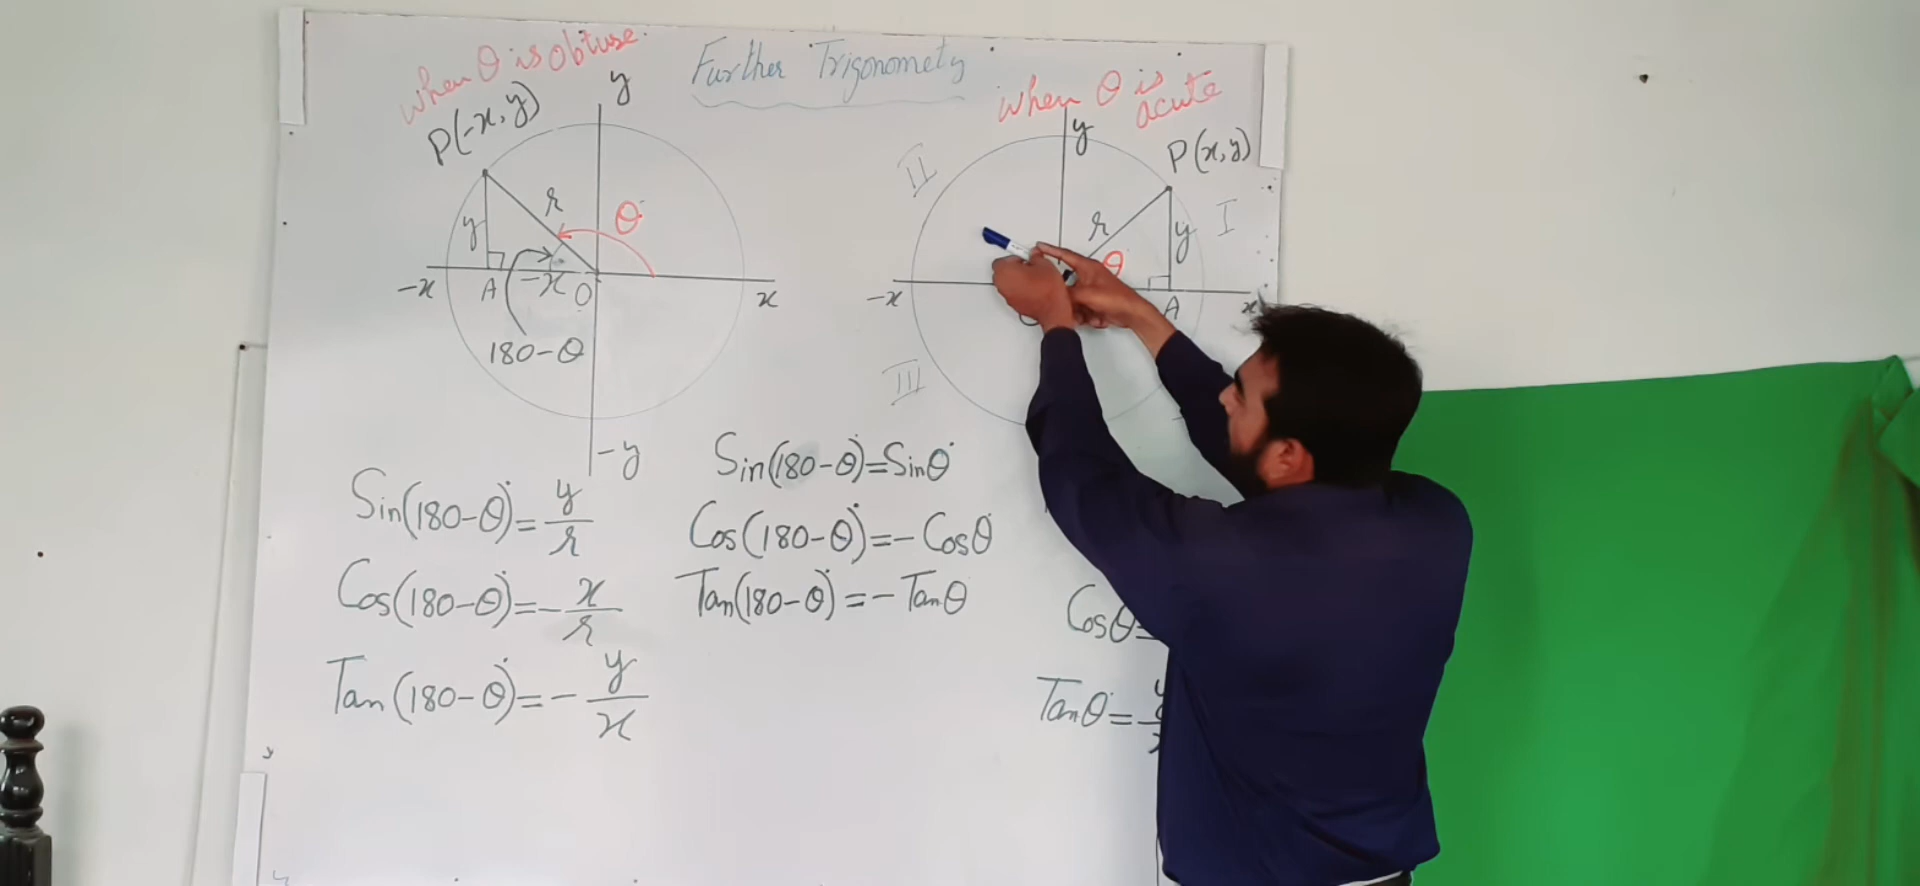 Further Trigonometry
when θ is obtuse.
P(-x, y)
y
r
θ°
y
-x
A
-x
O
x
180-θ
-y
when θ is
acute
y
P(x, y)
II
I
r
y
θ
-x
A
x
III
Sin(180-θ)°=y/r
Cos(180-θ)°=-x/r
Tan(180-θ)°=-y/x
Sin(180-θ)°=Sinθ°
Cos(180-θ)°=-Cosθ°
Tan(180-θ)°=-Tanθ
Cosθ=
Tanθ=